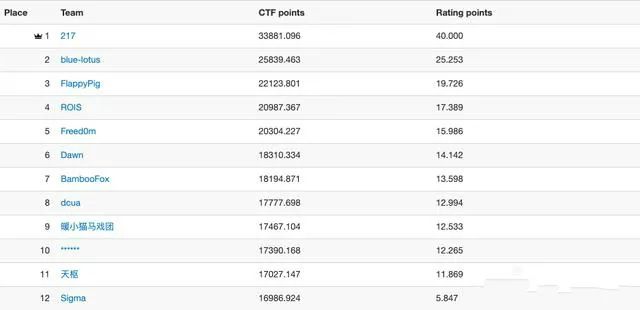 Place Team CTF points Rating points
1 217 33881.096 40.000
2 blue-lotus 25839.463 25.253
3 FlappyPig 22123.801 19.726
4 ROIS 20987.367 17.389
5 Freed0m 20304.227 15.986
6 Dawn 18310.334 14.142
7 BambooFox 18194.871 13.598
8 dcua 17777.698 12.994
9 暖小猫马戏团 17467.104 12.533
10 ****** 17390.168 12.265
11 天枢 17027.147 11.869
12 Sigma 16986.924 5.847